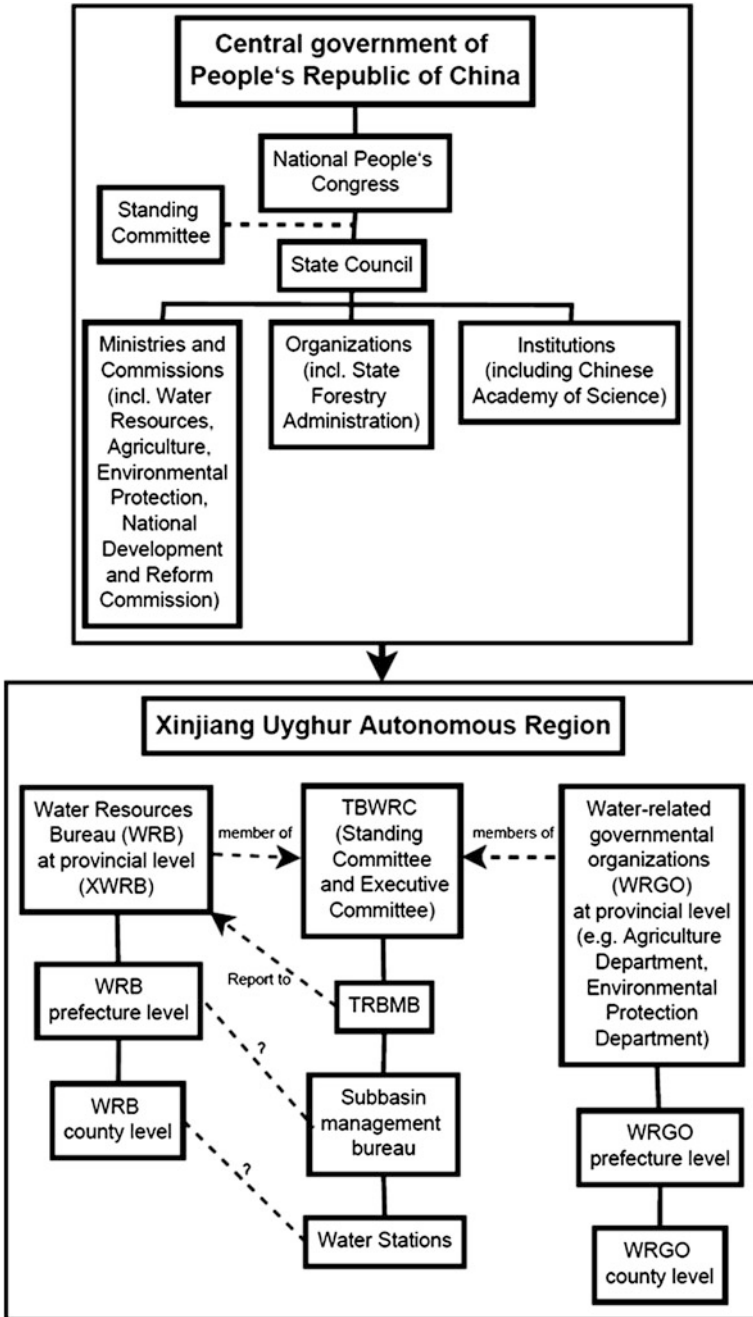 Central government of
People‘s Republic of China
National People‘s
Congress
Standing
Committee
State Council
Ministries and
Commissions
(incl. Water
Resources,
Agriculture,
Environmental
Protection,
National
Development
and Reform
Commission)
Organizations
(incl. State
Forestry
Administration)
Institutions
(including Chinese
Academy of Science)
Xinjiang Uyghur Autonomous Region
Water Resources
Bureau (WRB)
at provincial level
(XWRB)
member of
TBWRC
(Standing
Committee
and Executive
Committee)
members of
Water-related
governmental
organizations
(WRGO)
at provincial level
(e.g. Agriculture
Department,
Environmental
Protection
Department)
Report to
WRB
prefecture level
TRBMB
?
WRB
county level
Subbasin
management
bureau
WRGO
prefecture level
?
Water Stations
WRGO
county level